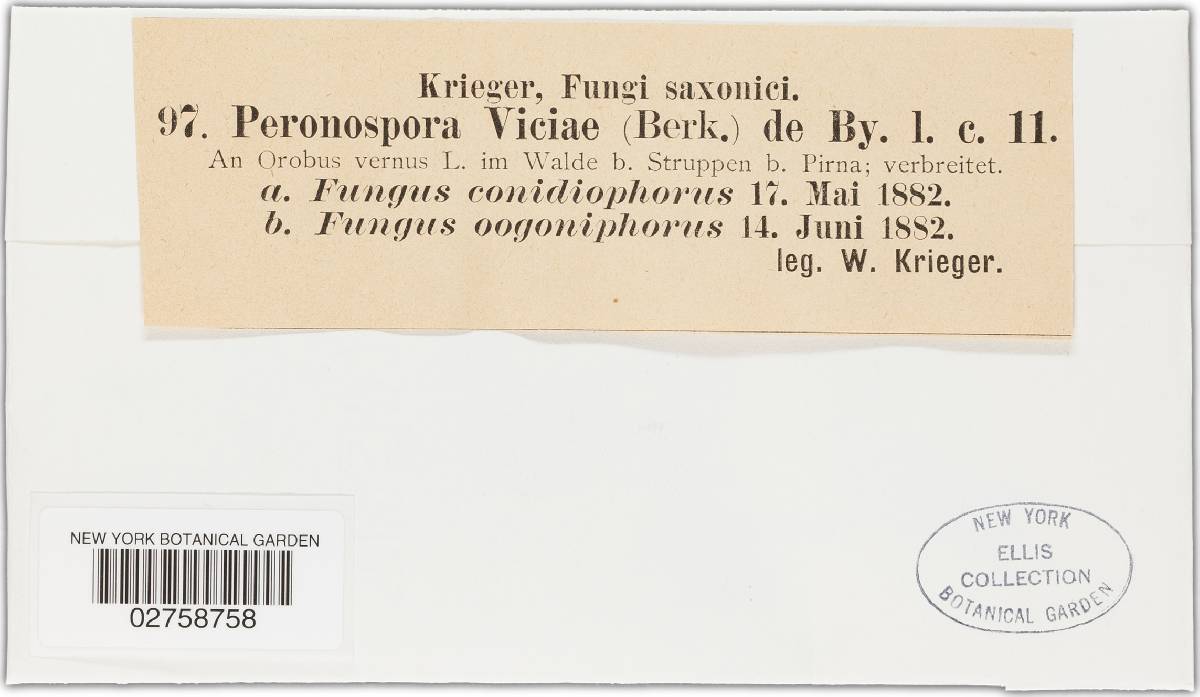 Krieger, Fungi saxonici.
97. Peronospora Viciae (Berk.) de By. l. c. 11.
An Orobus vernus L. im Walde b. Struppen b. Pirna; verbreitet.
a. Fungus conidiophorus 17. Mai 1882.
b. Fungus oogoniphorus 14. Juni 1882.
leg. W. Krieger.
NEW YORK BOTANICAL GARDEN
02758758
NEW YORK
ELLIS
COLLECTION
BOTANICAL GARDEN